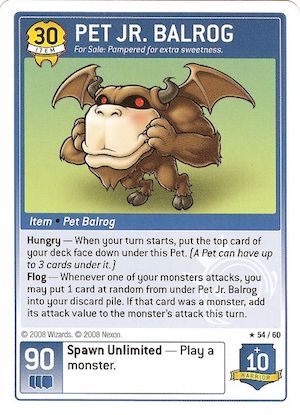 30
ITEM
PET JR. BALROG
For Sale: Pampered for extra sweetness.
Item • Pet Balrog
Hungry — When your turn starts, put the top card of
your deck face down under this Pet. (A Pet can have up
to 3 cards under it.)
Flog — Whenever one of your monsters attacks, you
may put 1 card at random from under Pet Jr. Balrog
into your discard pile. If that card was a monster, add
its attack value to the monster's attack this turn.
© 2008 Wizards. © 2008 Nexon.
★ 54 / 60
90
Spawn Unlimited — Play a
monster.
10
WARRIOR